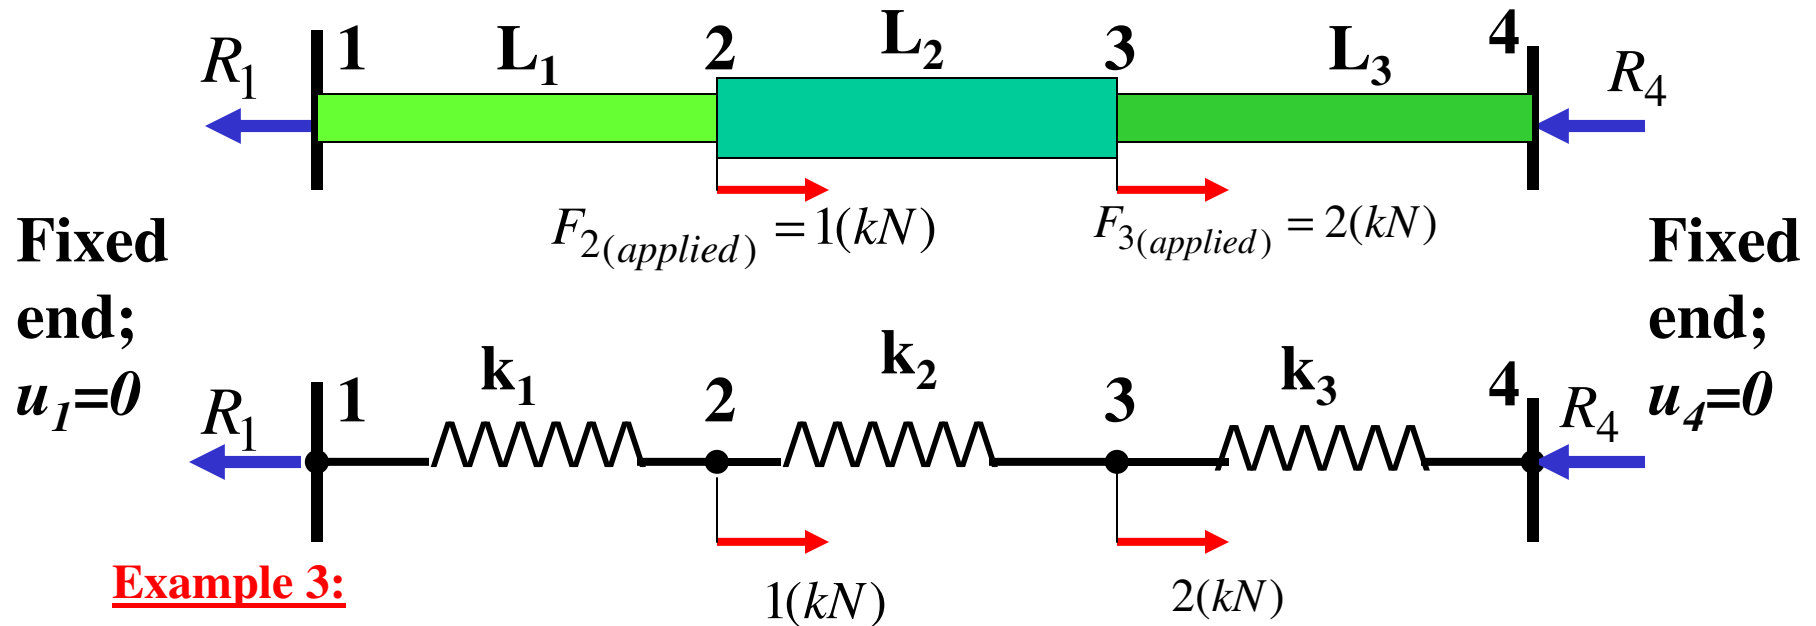 1 L₁ 2 L₂ 3 L₃ 4
R₁ R₄
F₂₍applied₎ = 1(kN) F₃₍applied₎ = 2(kN)
Fixed
end;
u₁=0
Fixed
end;
u₄=0
R₁ 1 k₁ 2 k₂ 3 k₃ 4 R₄
1(kN) 2(kN)
Example 3: